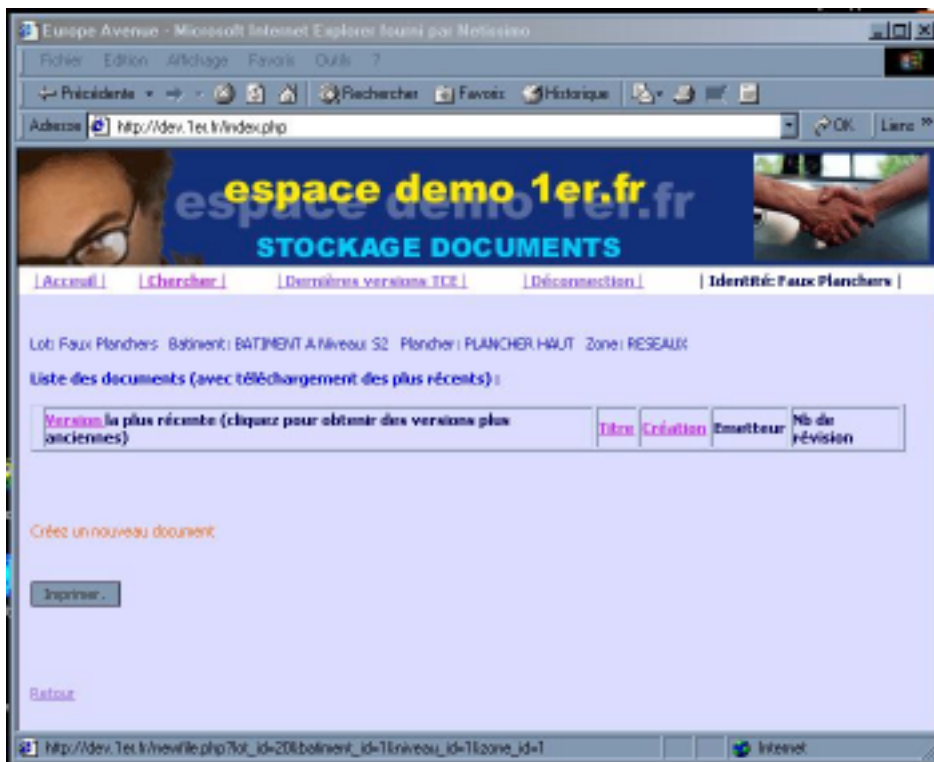 Europe Avenue - Microsoft Internet Explorer fourni par Netissimo
Fichier Edition Affichage Favoris Outils ?
Précédente Rechercher Favoris Historique
Adresse http://dev.1er.fr/index.php OK Liens »
espace demo 1er.fr
espace demo 1er.fr
STOCKAGE DOCUMENTS
| Acceuil | | Chercher | | Dernières versions TCE | | Déconnection | | Identité: Faux Planchers |
Lot: Faux Planchers Batiment: BATIMENT A Niveau: S2 Plancher: PLANCHER HAUT Zone: RESEAUX
Liste des documents (avec téléchargement des plus récents) :
Version la plus récente (cliquez pour obtenir des versions plus anciennes) Titre Création Emetteur Nb de révision
Créez un nouveau document
Imprimer.
Retour
http://dev.1er.fr/newfile.php?lot_id=20&batiment_id=1&niveau_id=1&zone_id=1 Internet